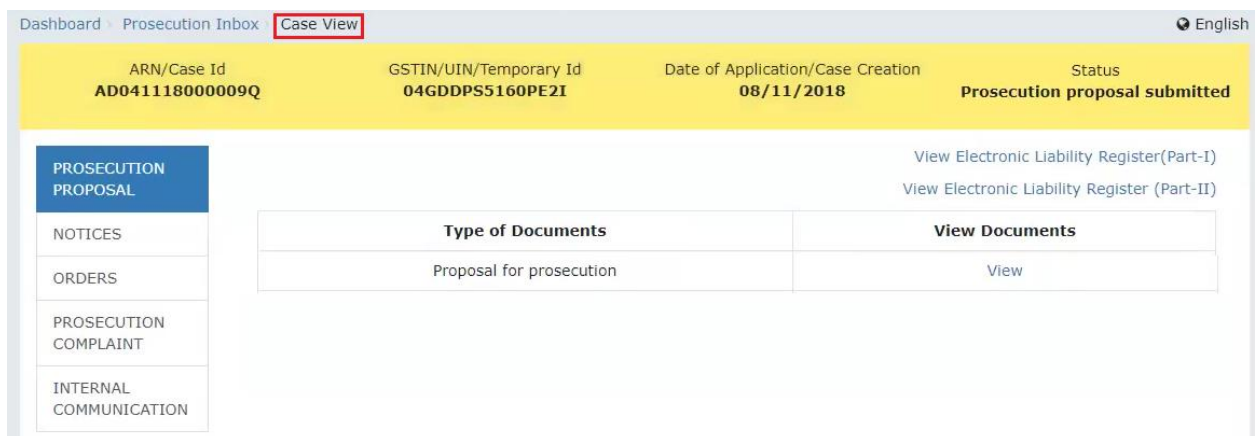 Dashboard > Prosecution Inbox > Case View
English
ARN/Case Id
AD041118000009Q
GSTIN/UIN/Temporary Id
04GDDPS5160PE2I
Date of Application/Case Creation
08/11/2018
Status
Prosecution proposal submitted
PROSECUTION
PROPOSAL
NOTICES
ORDERS
PROSECUTION
COMPLAINT
INTERNAL
COMMUNICATION
View Electronic Liability Register(Part-I)
View Electronic Liability Register (Part-II)
Type of Documents
View Documents
Proposal for prosecution
View